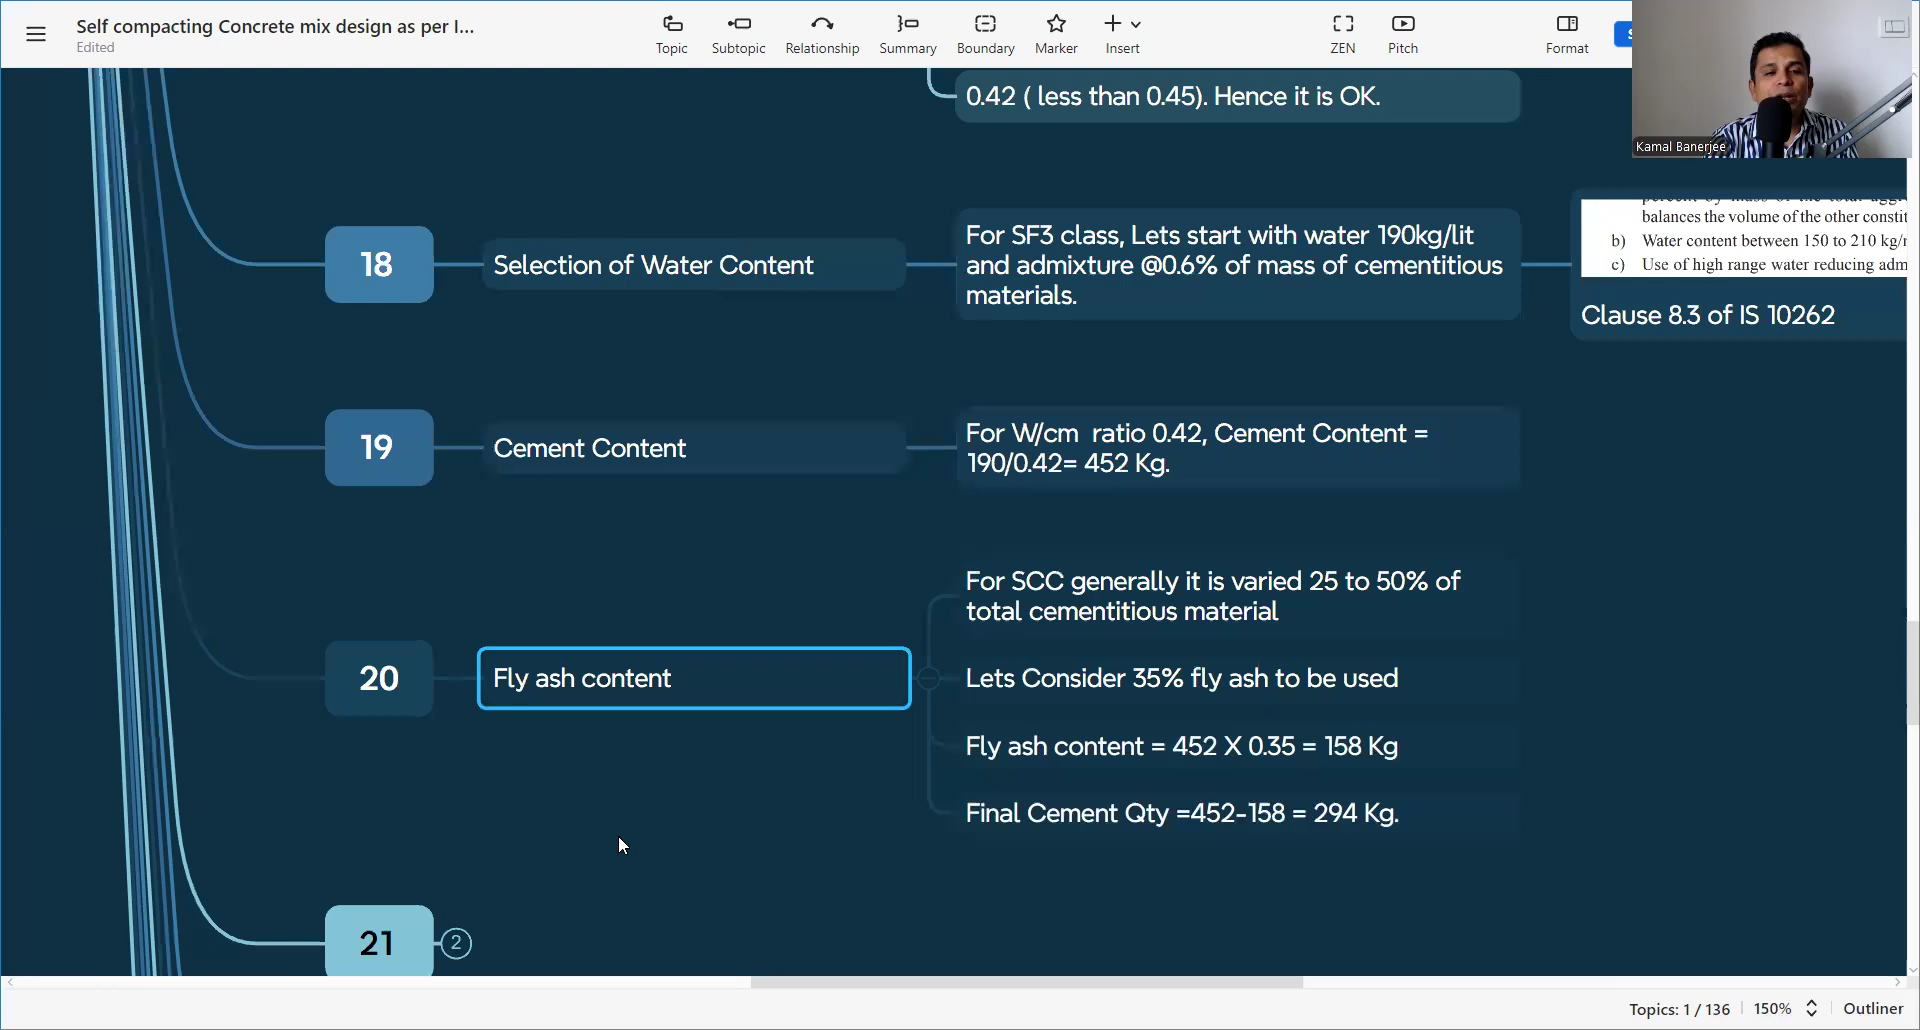 Self compacting Concrete mix design as per I...
Edited
Topic
Subtopic
Relationship
Summary
Boundary
Marker
Insert
ZEN
Pitch
Format
Kamal Banerjee
0.42 ( less than 0.45). Hence it is OK.
18
Selection of Water Content
For SF3 class, Lets start with water 190kg/lit
and admixture @0.6% of mass of cementitious
materials.
balances the volume of the other constit
b) Water content between 150 to 210 kg/
c) Use of high range water reducing adm
Clause 8.3 of IS 10262
19
Cement Content
For W/cm ratio 0.42, Cement Content =
190/0.42= 452 Kg.
20
Fly ash content
For SCC generally it is varied 25 to 50% of
total cementitious material
Lets Consider 35% fly ash to be used
Fly ash content = 452 X 0.35 = 158 Kg
Final Cement Qty =452-158 = 294 Kg.
21
2
Topics: 1 / 136
150%
Outliner